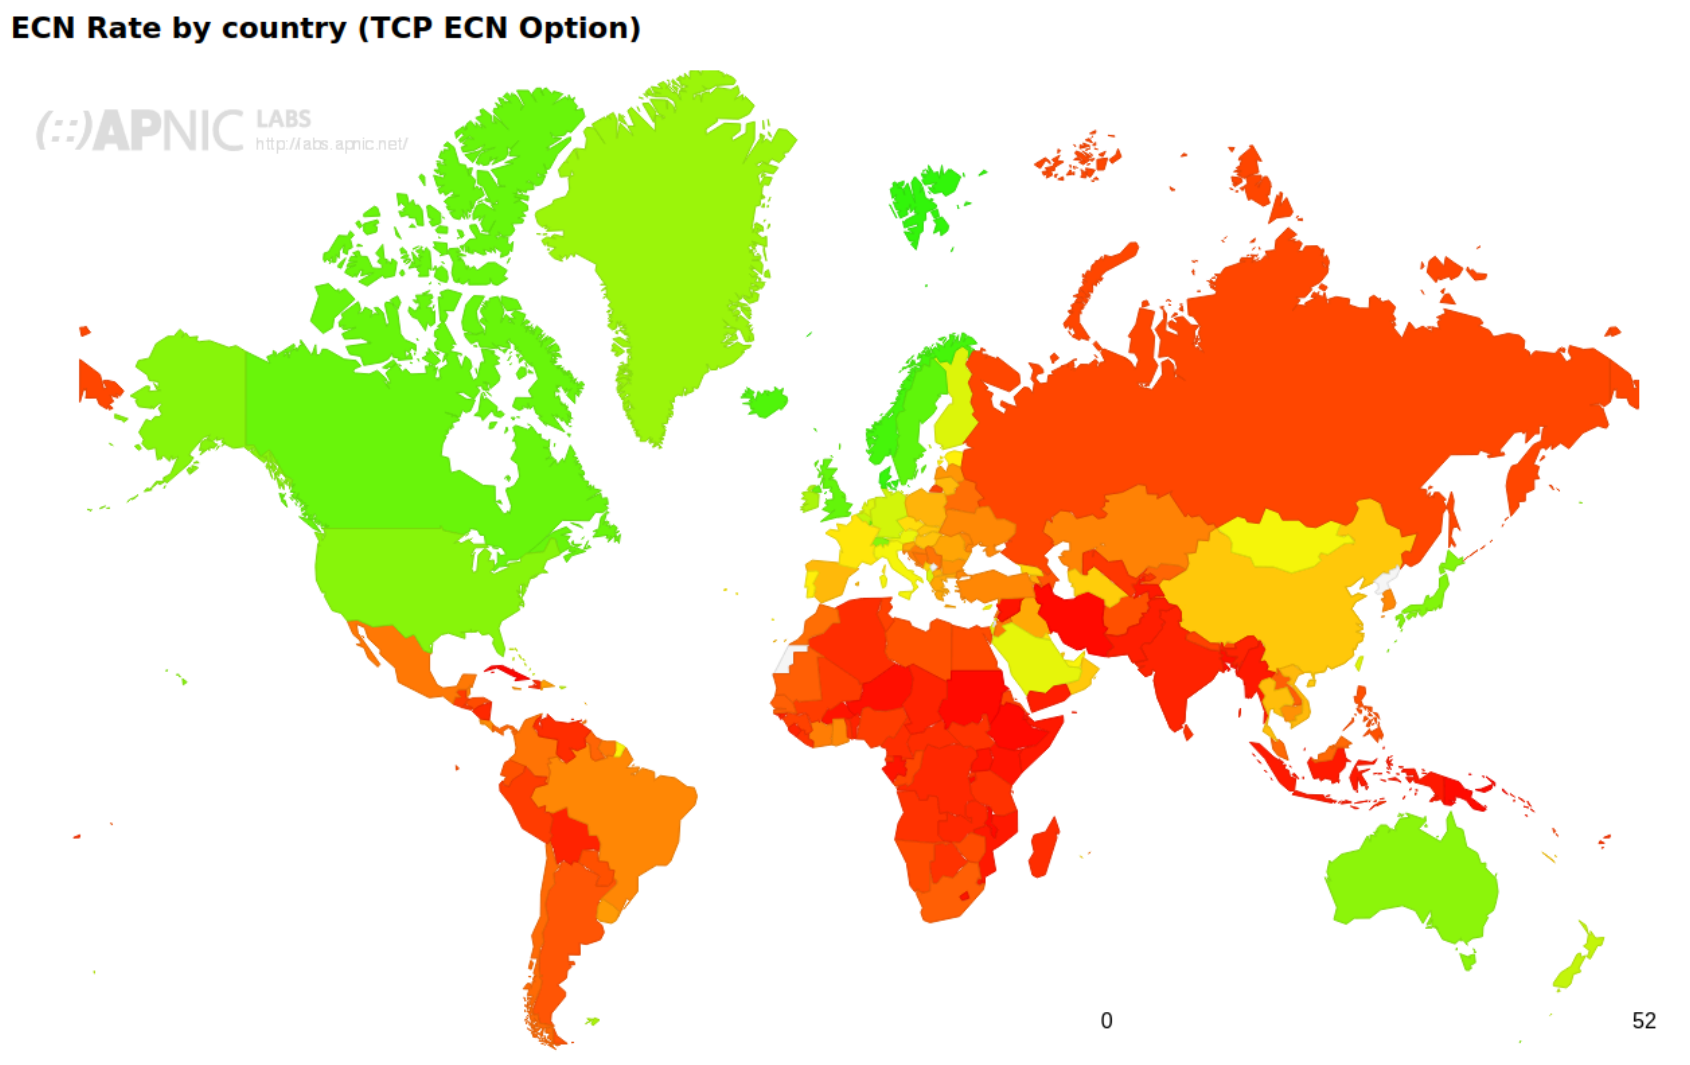 ECN Rate by country (TCP ECN Option)
(::)APNIC LABS
http://labs.apnic.net/
0 52